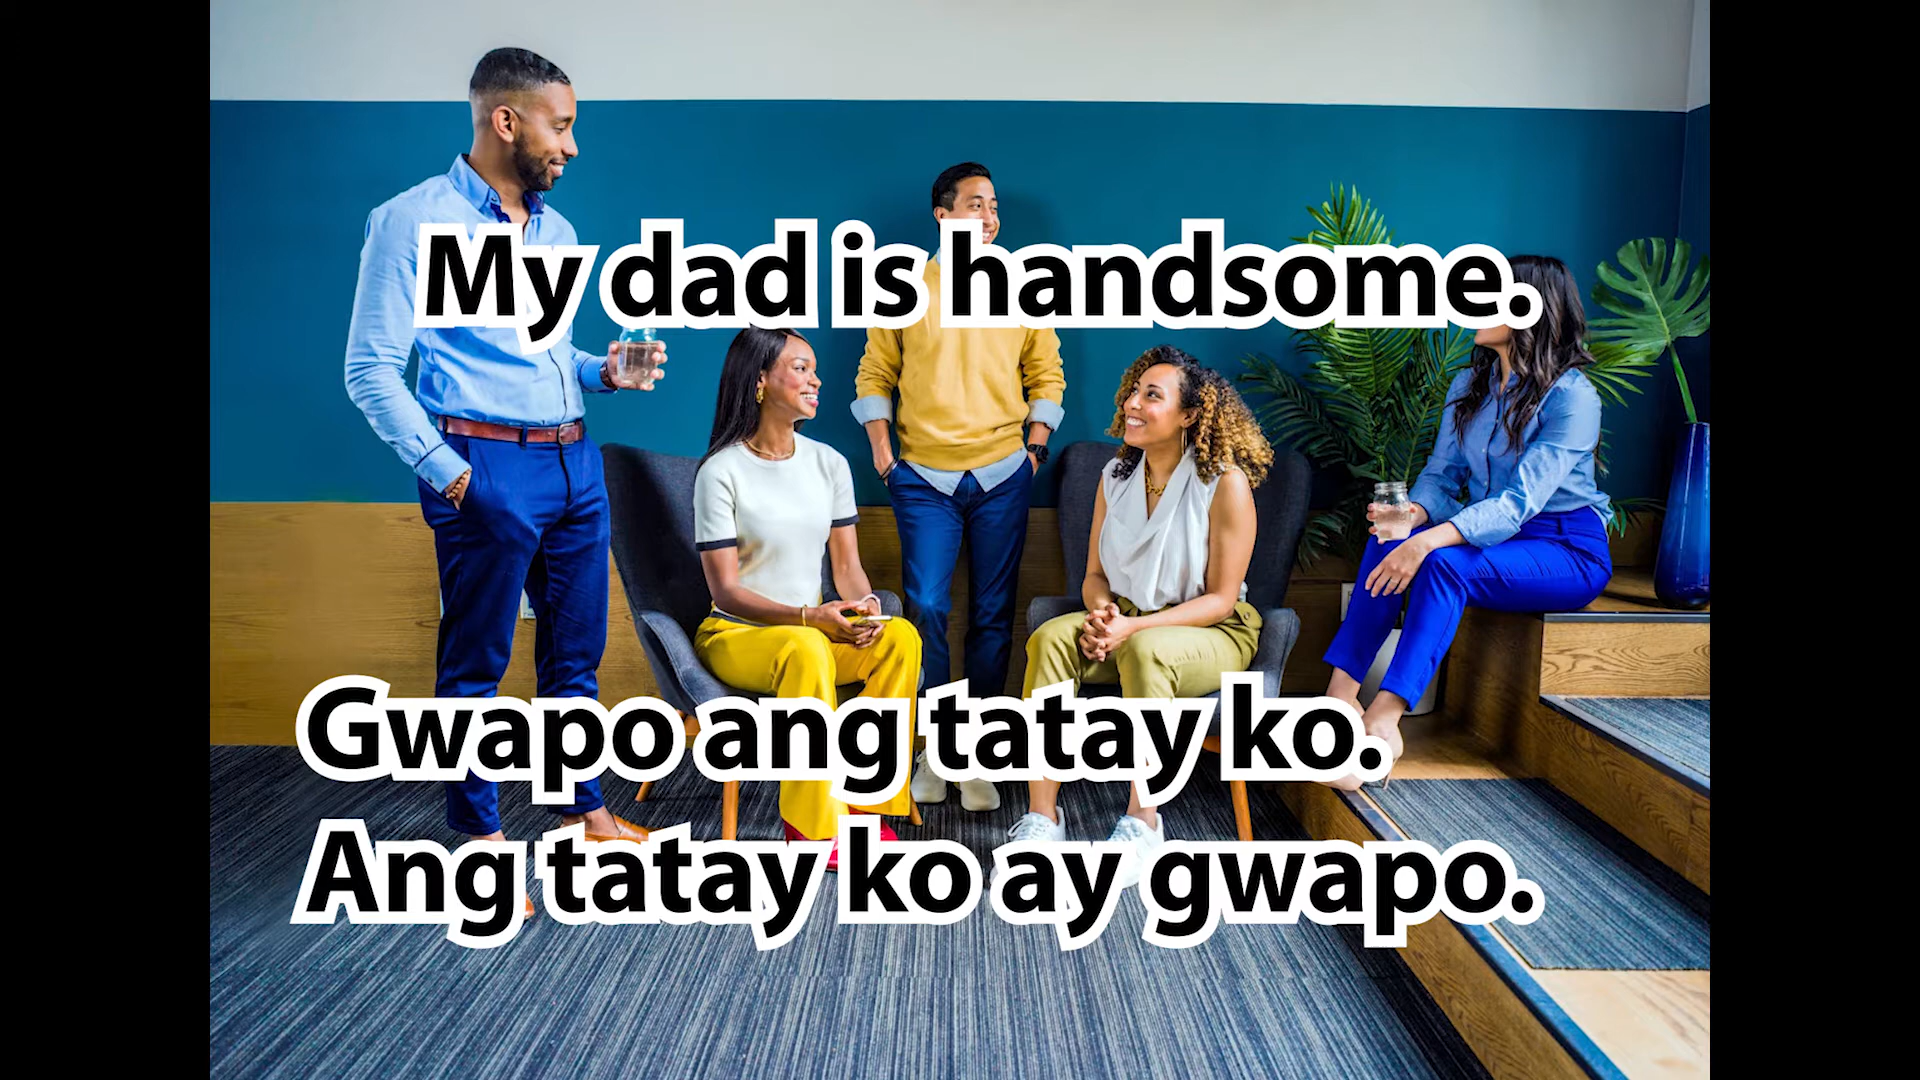 My dad is handsome.
Gwapo ang tatay ko.
Ang tatay ko ay gwapo.